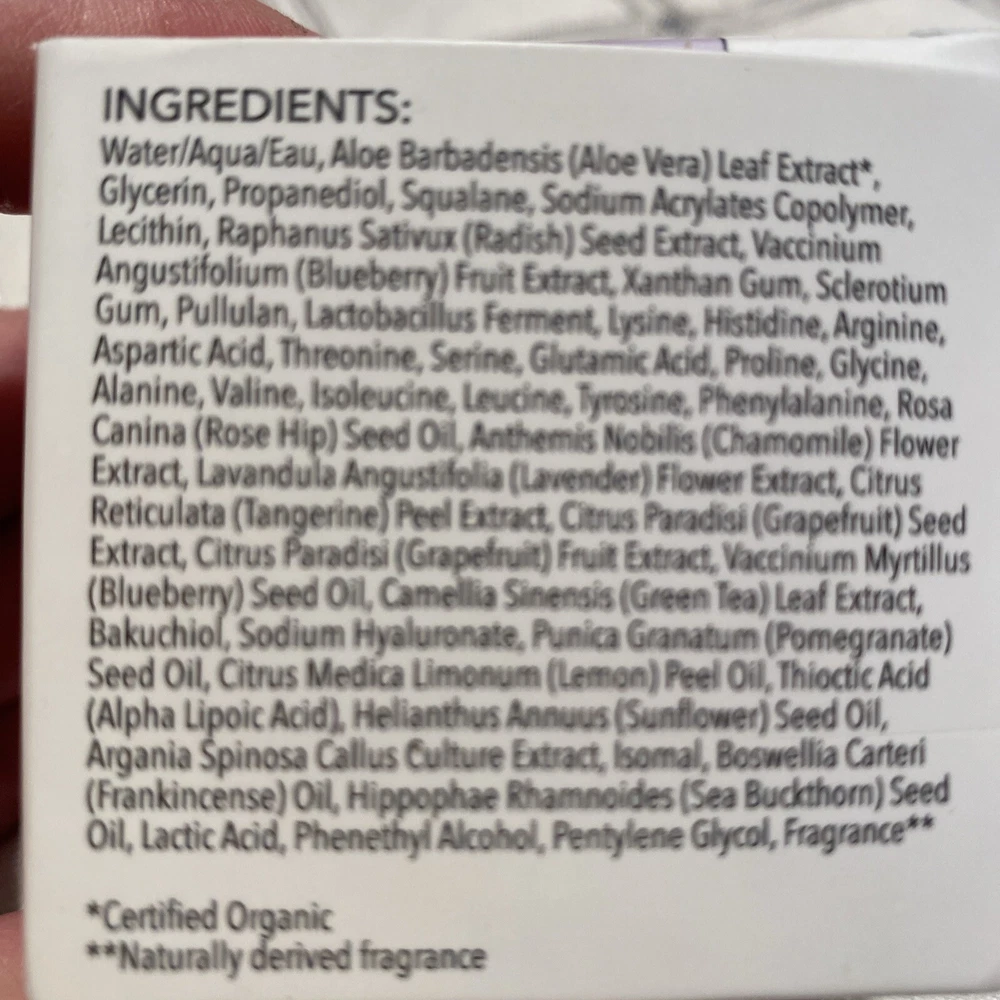 INGREDIENTS:
Water/Aqua/Eau, Aloe Barbadensis (Aloe Vera) Leaf Extract*,
Glycerin, Propanediol, Squalane, Sodium Acrylates Copolymer,
Lecithin, Raphanus Sativux (Radish) Seed Extract, Vaccinium
Angustifolium (Blueberry) Fruit Extract, Xanthan Gum, Sclerotium
Gum, Pullulan, Lactobacillus Ferment, Lysine, Histidine, Arginine,
Aspartic Acid, Threonine, Serine, Glutamic Acid, Proline, Glycine,
Alanine, Valine, Isoleucine, Leucine, Tyrosine, Phenylalanine, Rosa
Canina (Rose Hip) Seed Oil, Anthemis Nobilis (Chamomile) Flower
Extract, Lavandula Angustifolia (Lavender) Flower Extract, Citrus
Reticulata (Tangerine) Peel Extract, Citrus Paradisi (Grapefruit) Seed
Extract, Citrus Paradisi (Grapefruit) Fruit Extract, Vaccinium Myrtillus
(Blueberry) Seed Oil, Camellia Sinensis (Green Tea) Leaf Extract,
Bakuchiol, Sodium Hyaluronate, Punica Granatum (Pomegranate)
Seed Oil, Citrus Medica Limonum (Lemon) Peel Oil, Thioctic Acid
(Alpha Lipoic Acid), Helianthus Annuus (Sunflower) Seed Oil,
Argania Spinosa Callus Culture Extract, Isomal, Boswellia Carteri
(Frankincense) Oil, Hippophae Rhamnoides (Sea Buckthorn) Seed
Oil, Lactic Acid, Phenethyl Alcohol, Pentylene Glycol, Fragrance**
*Certified Organic
**Naturally derived fragrance